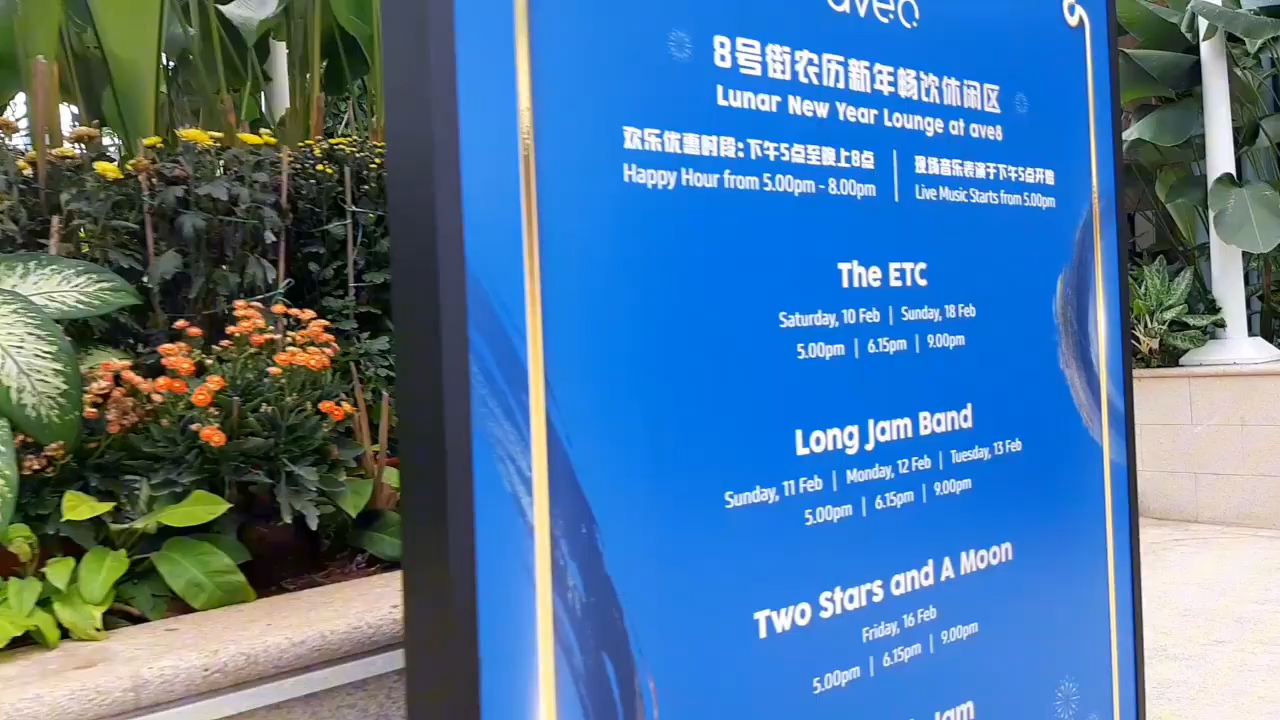 ave8
8号街农历新年畅饮休闲区
Lunar New Year Lounge at ave8
欢乐优惠时段:下午5点至晚上8点
Happy Hour from 5.00pm - 8.00pm
现场音乐表演于下午5点开始
Live Music Starts from 5.00pm
The ETC
Saturday, 10 Feb | Sunday, 18 Feb
5.00pm | 6.15pm | 9.00pm
Long Jam Band
Sunday, 11 Feb | Monday, 12 Feb | Tuesday, 13 Feb
5.00pm | 6.15pm | 9.00pm
Two Stars and A Moon
Friday, 16 Feb
5.00pm | 6.15pm | 9.00pm
Jam